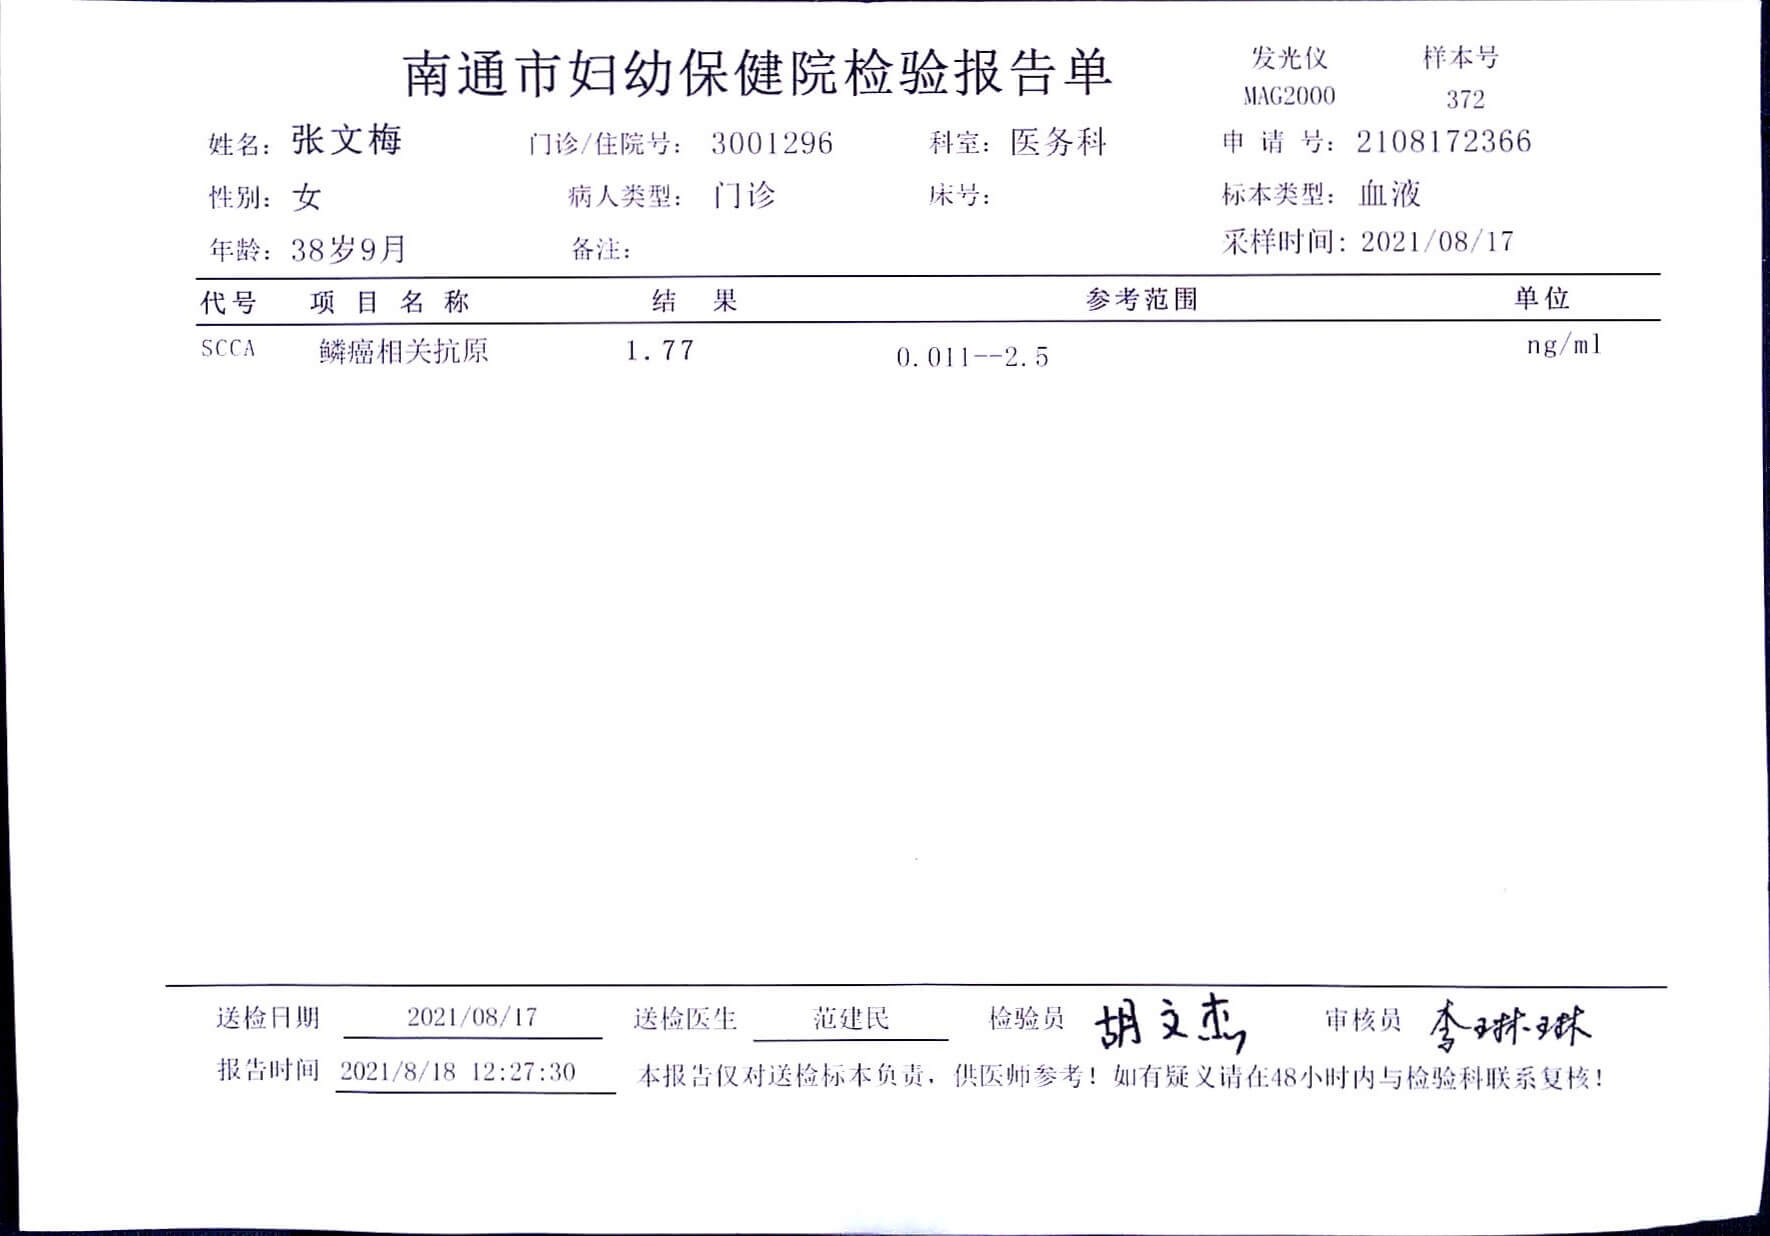 南通市妇幼保健院检验报告单 发光仪 样本号
MAG2000 372
姓名: 张文梅 门诊/住院号: 3001296 科室: 医务科 申 请 号: 2108172366
性别: 女 病人类型: 门诊 床号: 标本类型: 血液
年龄: 38岁9月 备注: 采样时间: 2021/08/17
代号 项 目 名 称 结 果 参考范围 单位
SCCA 鳞癌相关抗原 1.77 0.011--2.5 ng/ml
送检日期 2021/08/17 送检医生 范建民 检验员 胡文杰 审核员 李琳琳
报告时间 2021/8/18 12:27:30 本报告仅对送检标本负责，供医师参考！如有疑义请在48小时内与检验科联系复核！